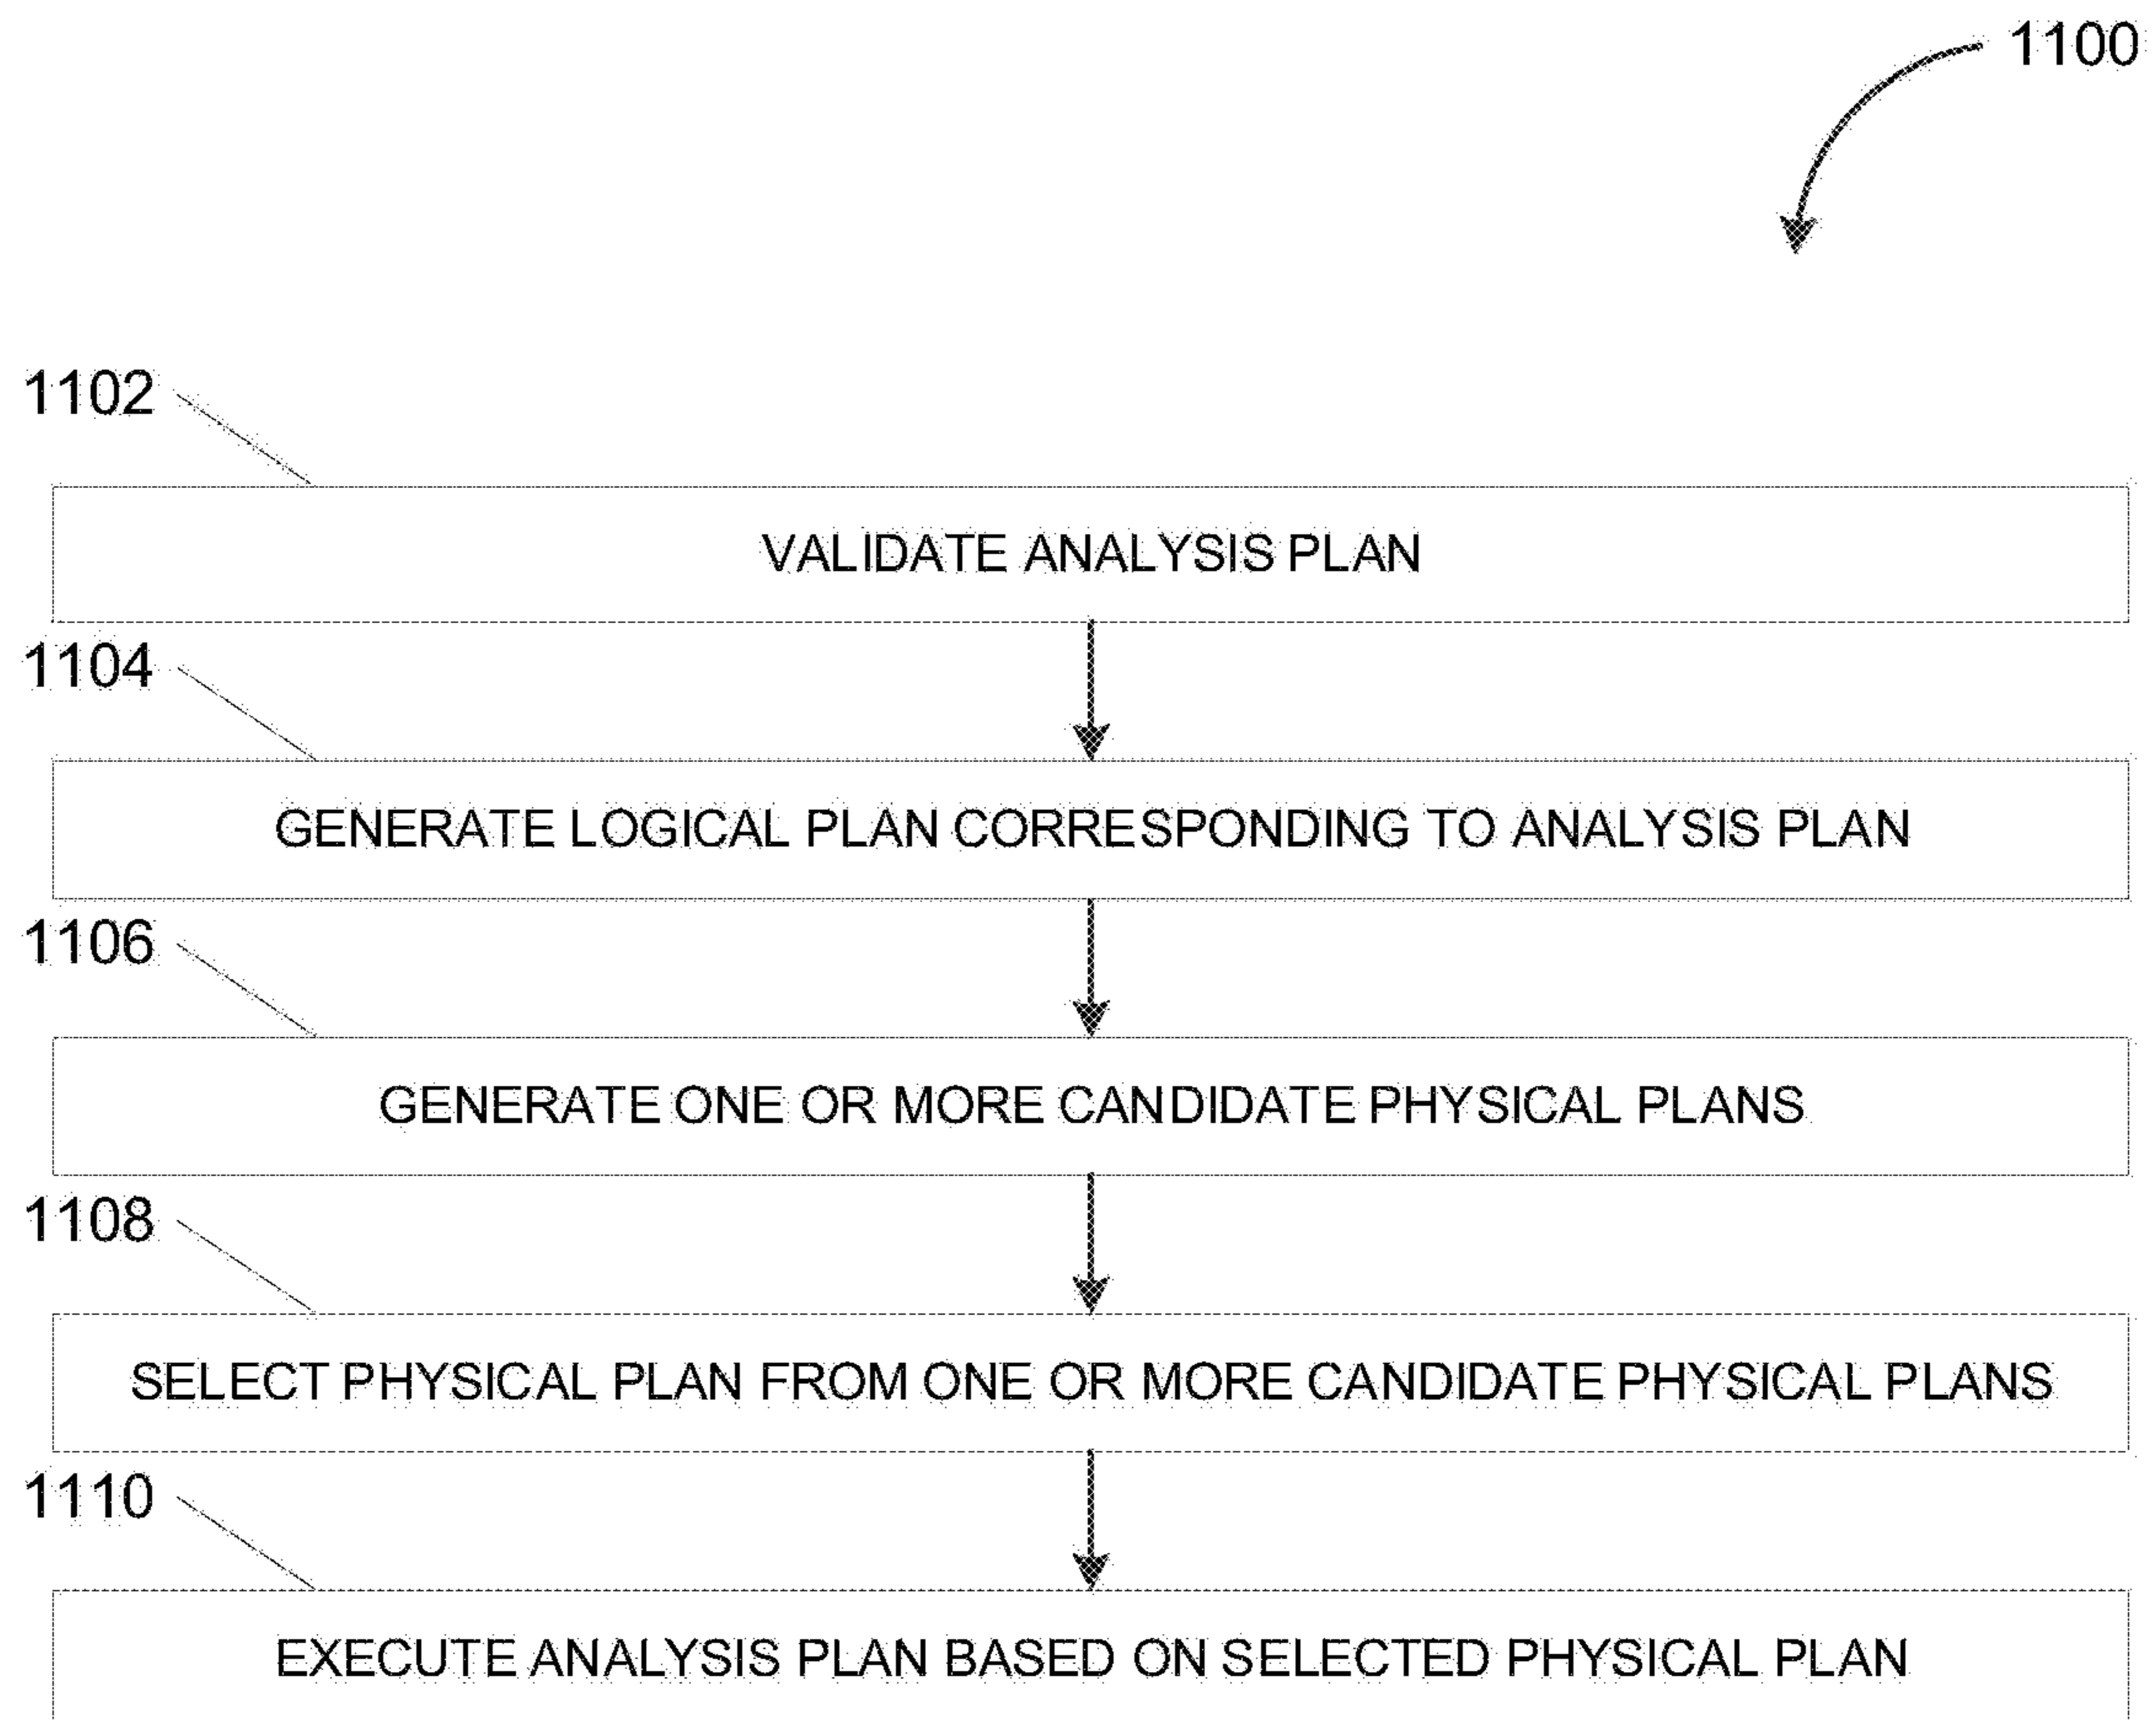 1100
1102
VALIDATE ANALYSIS PLAN
1104
GENERATE LOGICAL PLAN CORRESPONDING TO ANALYSIS PLAN
1106
GENERATE ONE OR MORE CANDIDATE PHYSICAL PLANS
1108
SELECT PHYSICAL PLAN FROM ONE OR MORE CANDIDATE PHYSICAL PLANS
1110
EXECUTE ANALYSIS PLAN BASED ON SELECTED PHYSICAL PLAN